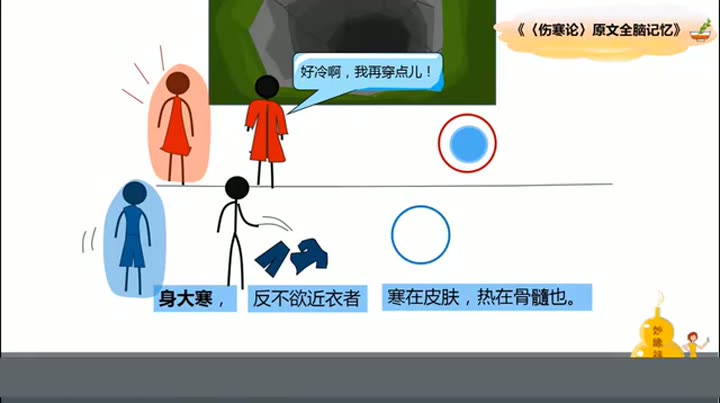 《〈伤寒论〉原文全脑记忆》
好冷啊，我再穿点儿！
身大寒，反不欲近衣者 寒在皮肤，热在骨髓也。